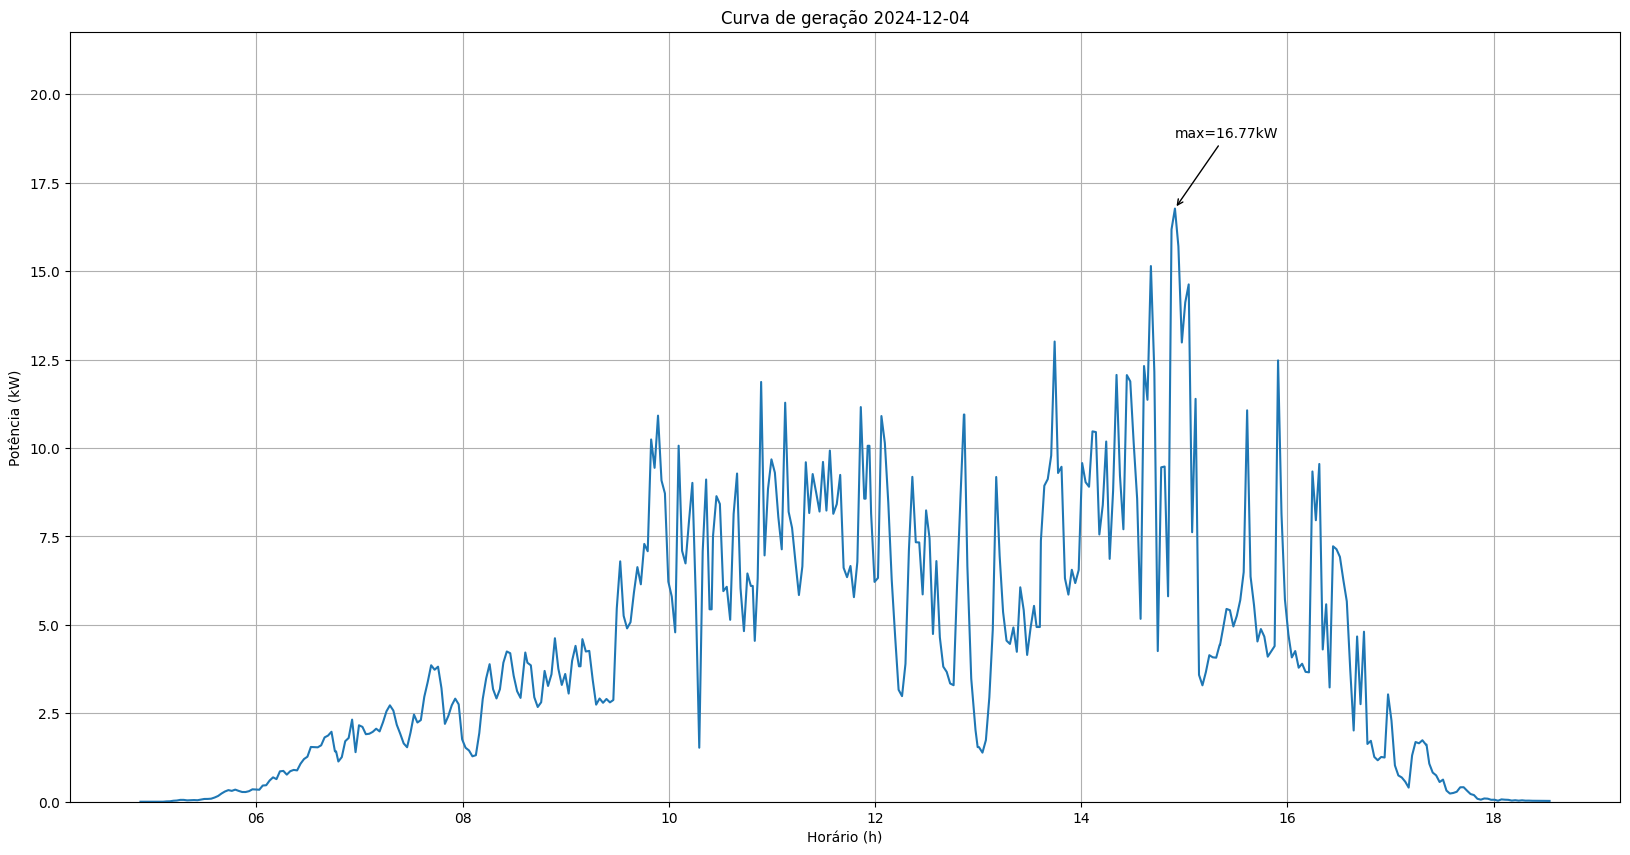 Curva de geração 2024-12-04
20.0
max=16.77kW
17.5
15.0
12.5
Potência (kW)
10.0
7.5
5.0
2.5
0.0
06 08 10 12 14 16 18
Horário (h)